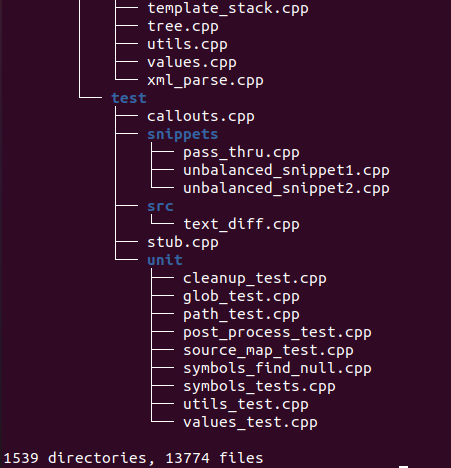 template_stack.cpp
tree.cpp
utils.cpp
values.cpp
xml_parse.cpp
test
callouts.cpp
snippets
pass_thru.cpp
unbalanced_snippet1.cpp
unbalanced_snippet2.cpp
src
text_diff.cpp
stub.cpp
unit
cleanup_test.cpp
glob_test.cpp
path_test.cpp
post_process_test.cpp
source_map_test.cpp
symbols_find_null.cpp
symbols_tests.cpp
utils_test.cpp
values_test.cpp
1539 directories, 13774 files